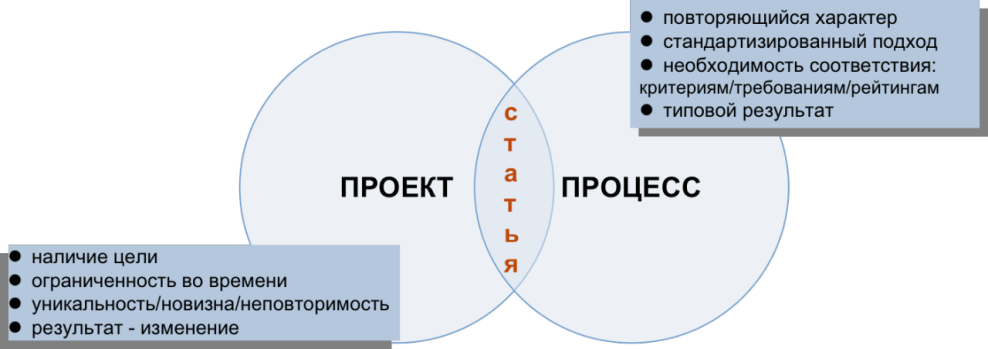 ● повторяющийся характер
● стандартизированный подход
● необходимость соответствия:
критериям/требованиям/рейтингам
● типовой результат
с
т
а
т
ь
я
ПРОЕКТ
ПРОЦЕСС
● наличие цели
● ограниченность во времени
● уникальность/новизна/неповторимость
● результат - изменение